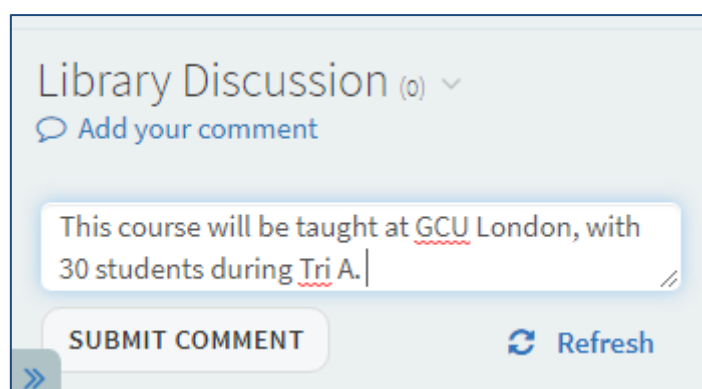 Library Discussion (0)
Add your comment
This course will be taught at GCU London, with
30 students during Tri A.
SUBMIT COMMENT
Refresh